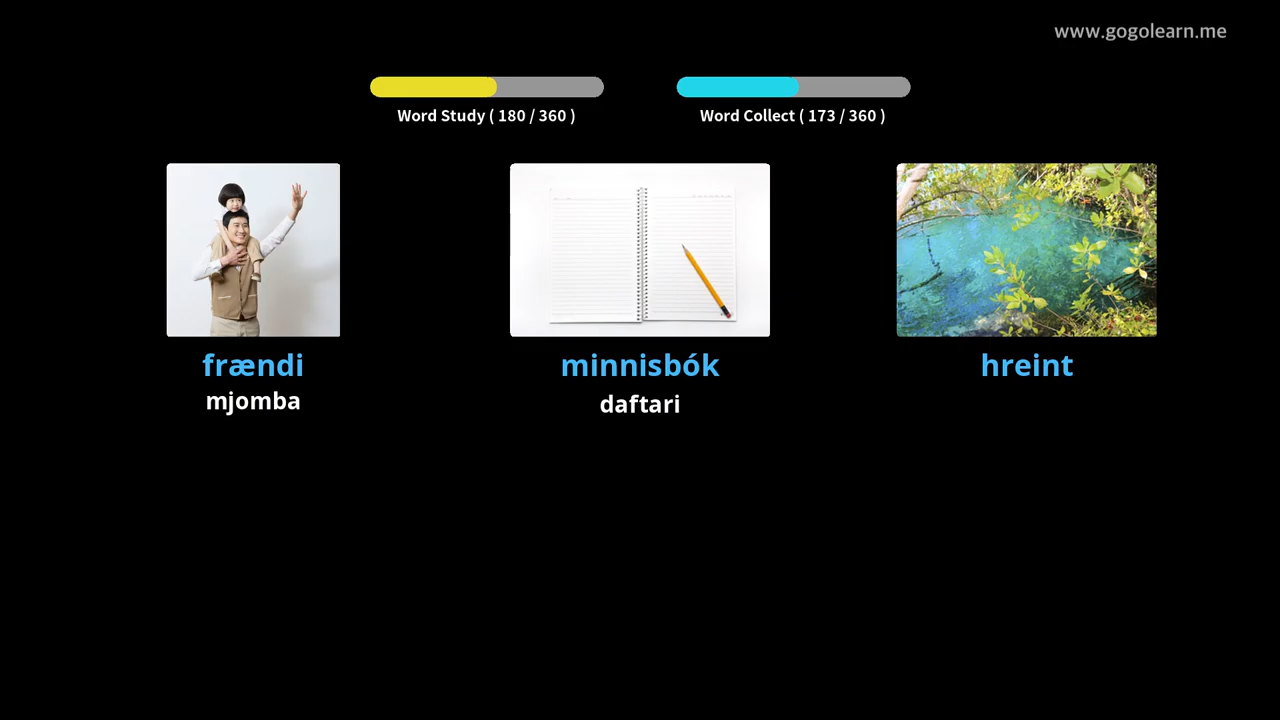 www.gogolearn.me
Word Study ( 180 / 360 )
Word Collect ( 173 / 360 )
frændi
mjomba
minnisbók
daftari
hreint